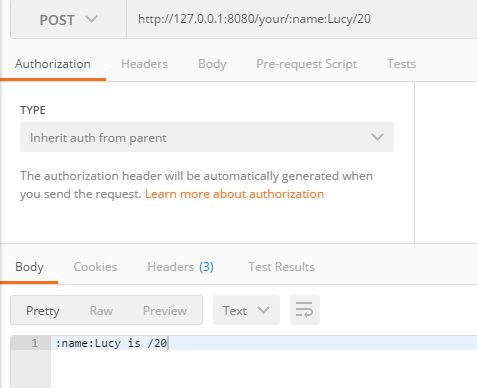 POST http://127.0.0.1:8080/your/:name:Lucy/20
Authorization Headers Body Pre-request Script Tests
TYPE
Inherit auth from parent
The authorization header will be automatically generated when
you send the request. Learn more about authorization
Body Cookies Headers (3) Test Results
Pretty Raw Preview Text
1 :name:Lucy is /20